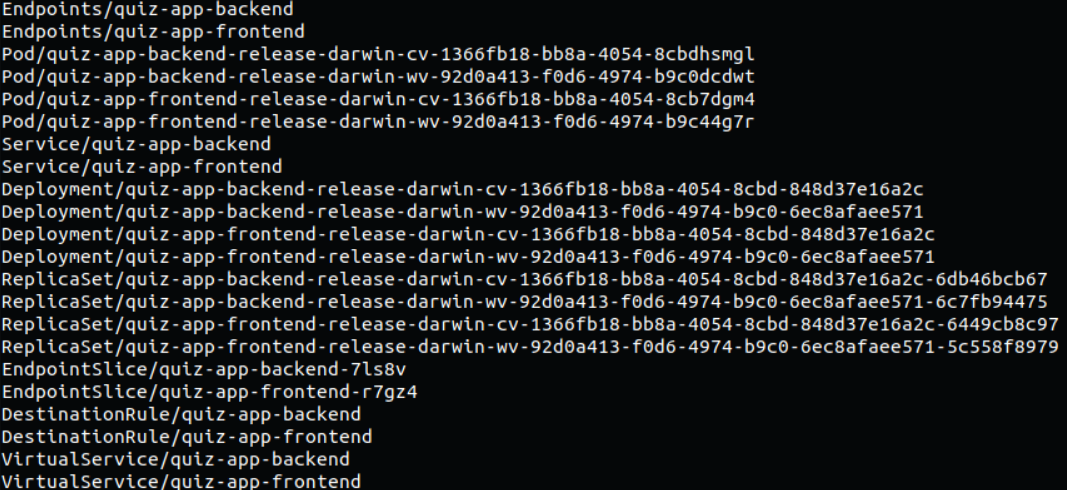 Endpoints/quiz-app-backend
Endpoints/quiz-app-frontend
Pod/quiz-app-backend-release-darwin-cv-1366fb18-bb8a-4054-8cbdhsmgl
Pod/quiz-app-backend-release-darwin-wv-92d0a413-f0d6-4974-b9c0dcdwt
Pod/quiz-app-frontend-release-darwin-cv-1366fb18-bb8a-4054-8cb7dgm4
Pod/quiz-app-frontend-release-darwin-wv-92d0a413-f0d6-4974-b9c44g7r
Service/quiz-app-backend
Service/quiz-app-frontend
Deployment/quiz-app-backend-release-darwin-cv-1366fb18-bb8a-4054-8cbd-848d37e16a2c
Deployment/quiz-app-backend-release-darwin-wv-92d0a413-f0d6-4974-b9c0-6ec8afaee571
Deployment/quiz-app-frontend-release-darwin-cv-1366fb18-bb8a-4054-8cbd-848d37e16a2c
Deployment/quiz-app-frontend-release-darwin-wv-92d0a413-f0d6-4974-b9c0-6ec8afaee571
ReplicaSet/quiz-app-backend-release-darwin-cv-1366fb18-bb8a-4054-8cbd-848d37e16a2c-6db46bcb67
ReplicaSet/quiz-app-backend-release-darwin-wv-92d0a413-f0d6-4974-b9c0-6ec8afaee571-6c7fb94475
ReplicaSet/quiz-app-frontend-release-darwin-cv-1366fb18-bb8a-4054-8cbd-848d37e16a2c-6449cb8c97
ReplicaSet/quiz-app-frontend-release-darwin-wv-92d0a413-f0d6-4974-b9c0-6ec8afaee571-5c558f8979
EndpointSlice/quiz-app-backend-7ls8v
EndpointSlice/quiz-app-frontend-r7gz4
DestinationRule/quiz-app-backend
DestinationRule/quiz-app-frontend
VirtualService/quiz-app-backend
VirtualService/quiz-app-frontend